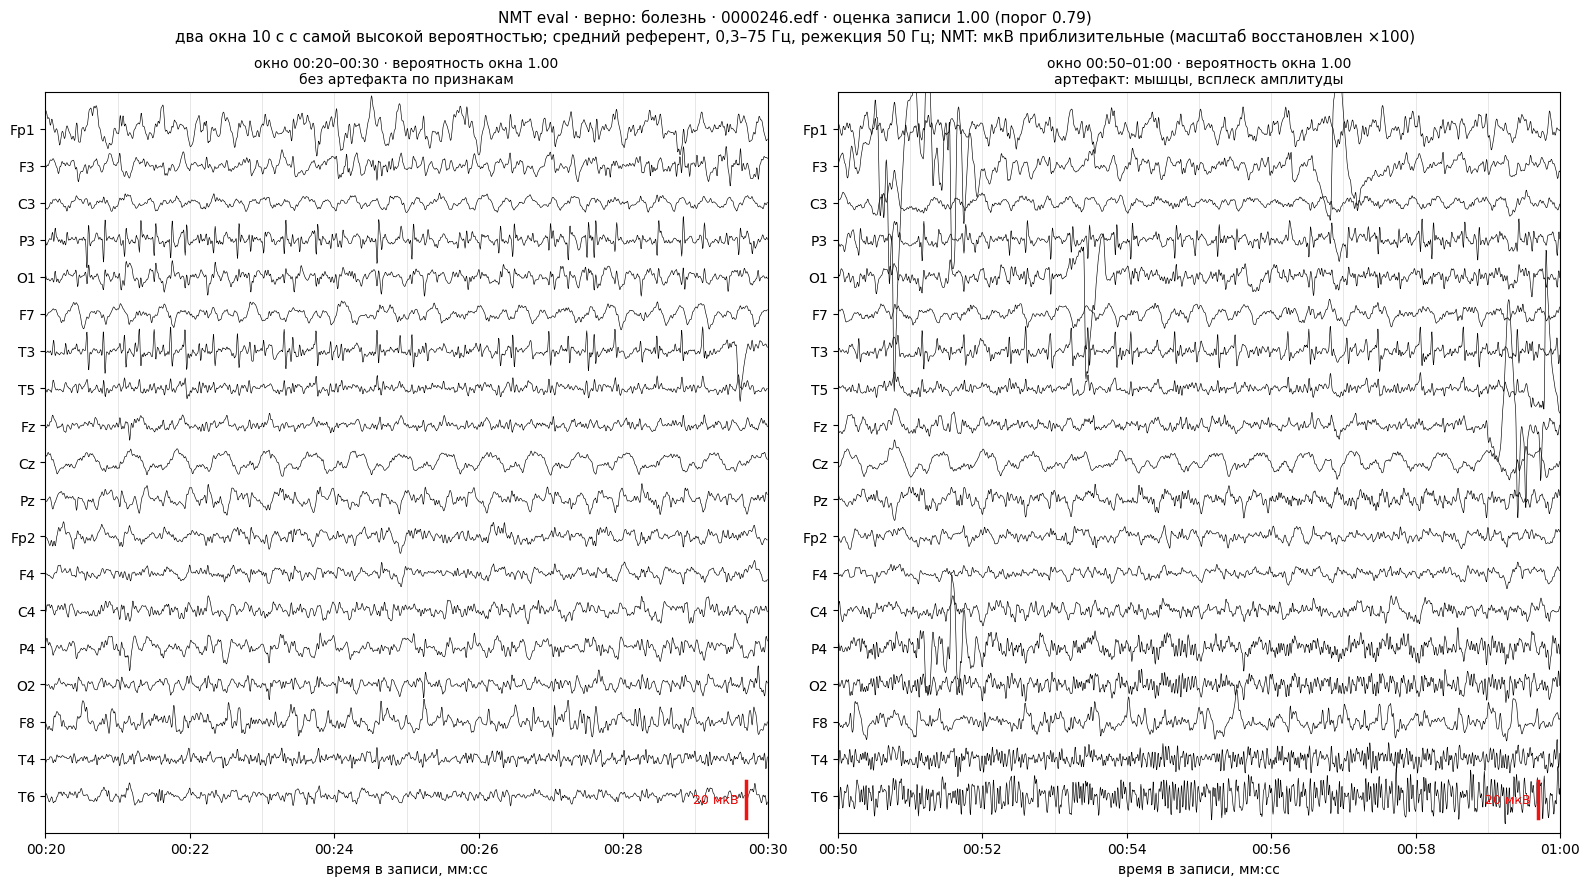 NMT eval · верно: болезнь · 0000246.edf · оценка записи 1.00 (порог 0.79)
два окна 10 с с самой высокой вероятностью; средний референт, 0,3–75 Гц, режекция 50 Гц; NMT: мкВ приблизительные (масштаб восстановлен ×100)
окно 00:20–00:30 · вероятность окна 1.00
без артефакта по признакам
Fp1
F3
C3
P3
O1
F7
T3
T5
Fz
Cz
Pz
Fp2
F4
C4
P4
O2
F8
T4
T6
20 мкВ
00:20 00:22 00:24 00:26 00:28 00:30
время в записи, мм:сс
окно 00:50–01:00 · вероятность окна 1.00
артефакт: мышцы, всплеск амплитуды
Fp1
F3
C3
P3
O1
F7
T3
T5
Fz
Cz
Pz
Fp2
F4
C4
P4
O2
F8
T4
T6
20 мкВ
00:50 00:52 00:54 00:56 00:58 01:00
время в записи, мм:сс